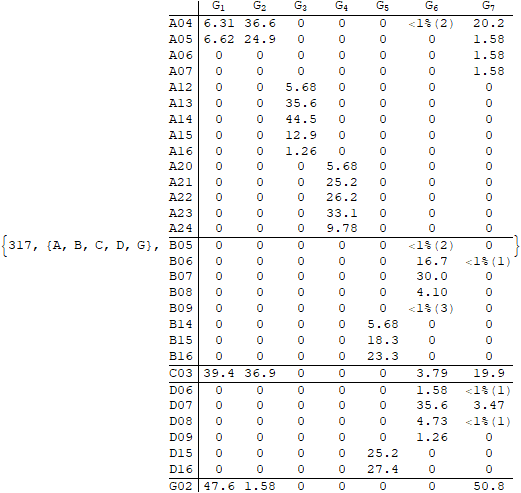 G1 G2 G3 G4 G5 G6 G7
A04 6.31 36.6 0 0 0 <1%(2) 20.2
A05 6.62 24.9 0 0 0 0 1.58
A06 0 0 0 0 0 0 1.58
A07 0 0 0 0 0 0 1.58
A12 0 0 5.68 0 0 0 0
A13 0 0 35.6 0 0 0 0
A14 0 0 44.5 0 0 0 0
A15 0 0 12.9 0 0 0 0
A16 0 0 1.26 0 0 0 0
A20 0 0 0 5.68 0 0 0
A21 0 0 0 25.2 0 0 0
A22 0 0 0 26.2 0 0 0
A23 0 0 0 33.1 0 0 0
A24 0 0 0 9.78 0 0 0
{317, {A, B, C, D, G}, B05 0 0 0 0 0 <1%(2) 0 }
B06 0 0 0 0 0 16.7 <1%(1)
B07 0 0 0 0 0 30.0 0
B08 0 0 0 0 0 4.10 0
B09 0 0 0 0 0 <1%(3) 0
B14 0 0 0 0 5.68 0 0
B15 0 0 0 0 18.3 0 0
B16 0 0 0 0 23.3 0 0
C03 39.4 36.9 0 0 0 3.79 19.9
D06 0 0 0 0 0 1.58 <1%(1)
D07 0 0 0 0 0 35.6 3.47
D08 0 0 0 0 0 4.73 <1%(1)
D09 0 0 0 0 0 1.26 0
D15 0 0 0 0 25.2 0 0
D16 0 0 0 0 27.4 0 0
G02 47.6 1.58 0 0 0 0 50.8